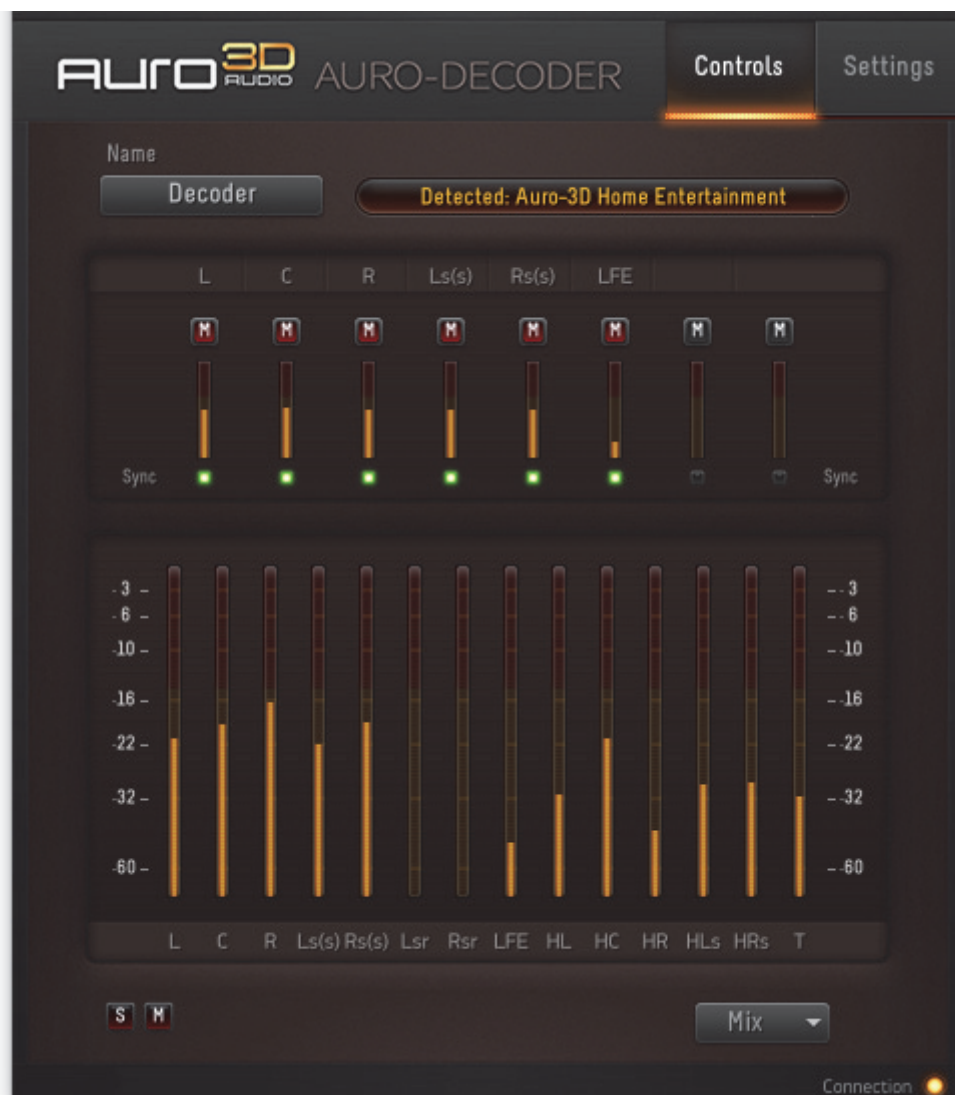 AURO 3D AUDIO AURO-DECODER Controls Settings
Name
Decoder Detected: Auro-3D Home Entertainment
L C R Ls(s) Rs(s) LFE
M M M M M M M M
Sync Sync
-3 -3
-6 -6
-10 -10
-16 -16
-22 -22
-32 -32
-60 -60
L C R Ls(s) Rs(s) Lsr Rsr LFE HL HC HR HLs HRs T
S M Mix
Connection